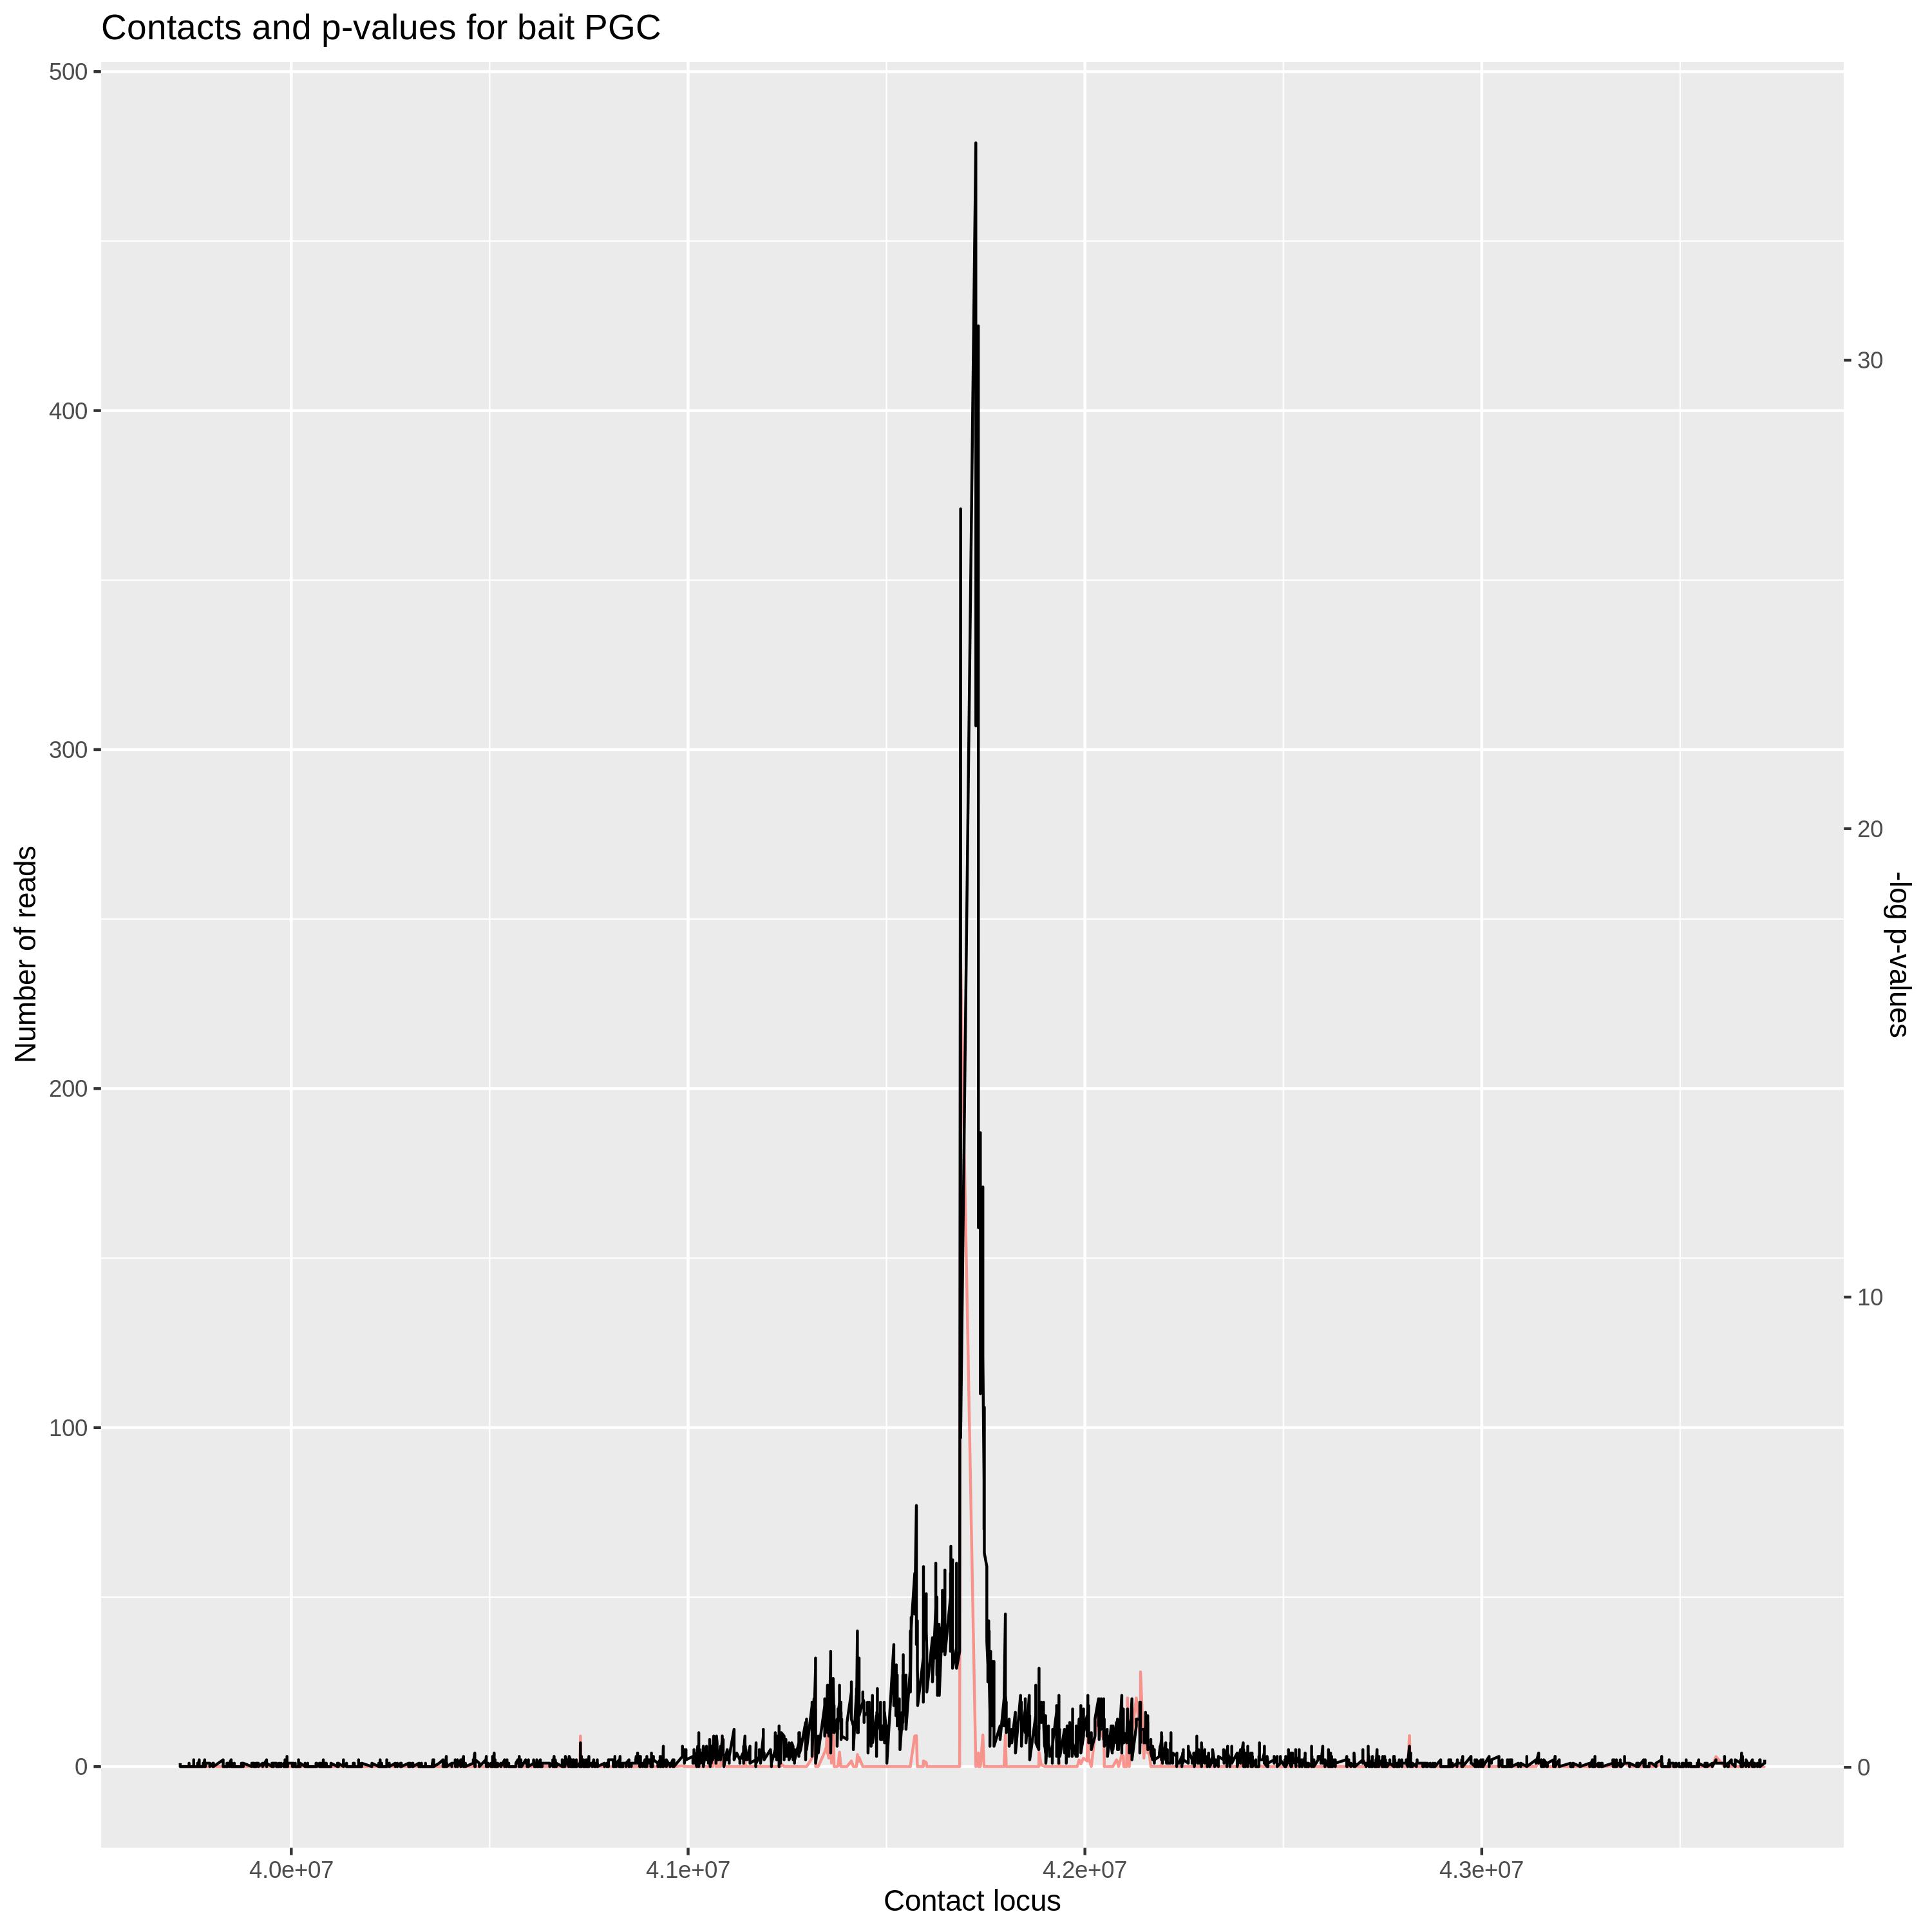 Contacts and p-values for bait PGC
500
400
300
200
100
0
Number of reads
30
20
10
0
-log p-values
4.0e+07
4.1e+07
4.2e+07
4.3e+07
Contact locus